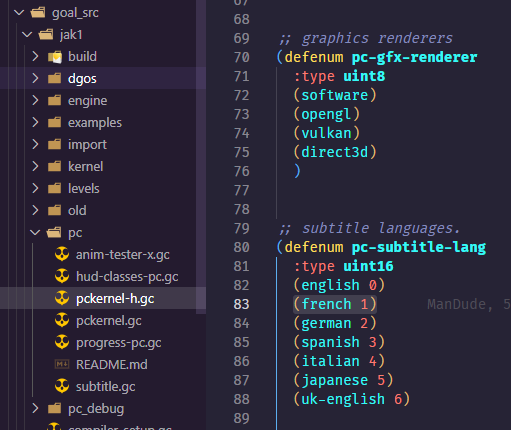 goal_src
jak1
build
dgos
engine
examples
import
kernel
levels
old
pc
anim-tester-x.gc
hud-classes-pc.gc
pckernel-h.gc
pckernel.gc
progress-pc.gc
README.md
subtitle.gc
pc_debug
compiler-setup.gc
67
68
69 ;; graphics renderers
70 (defenum pc-gfx-renderer
71 :type uint8
72 (software)
73 (opengl)
74 (vulkan)
75 (direct3d)
76 )
77
78
79 ;; subtitle languages.
80 (defenum pc-subtitle-lang
81 :type uint16
82 (english 0)
83 (french 1) ManDude, 5
84 (german 2)
85 (spanish 3)
86 (italian 4)
87 (japanese 5)
88 (uk-english 6)
89